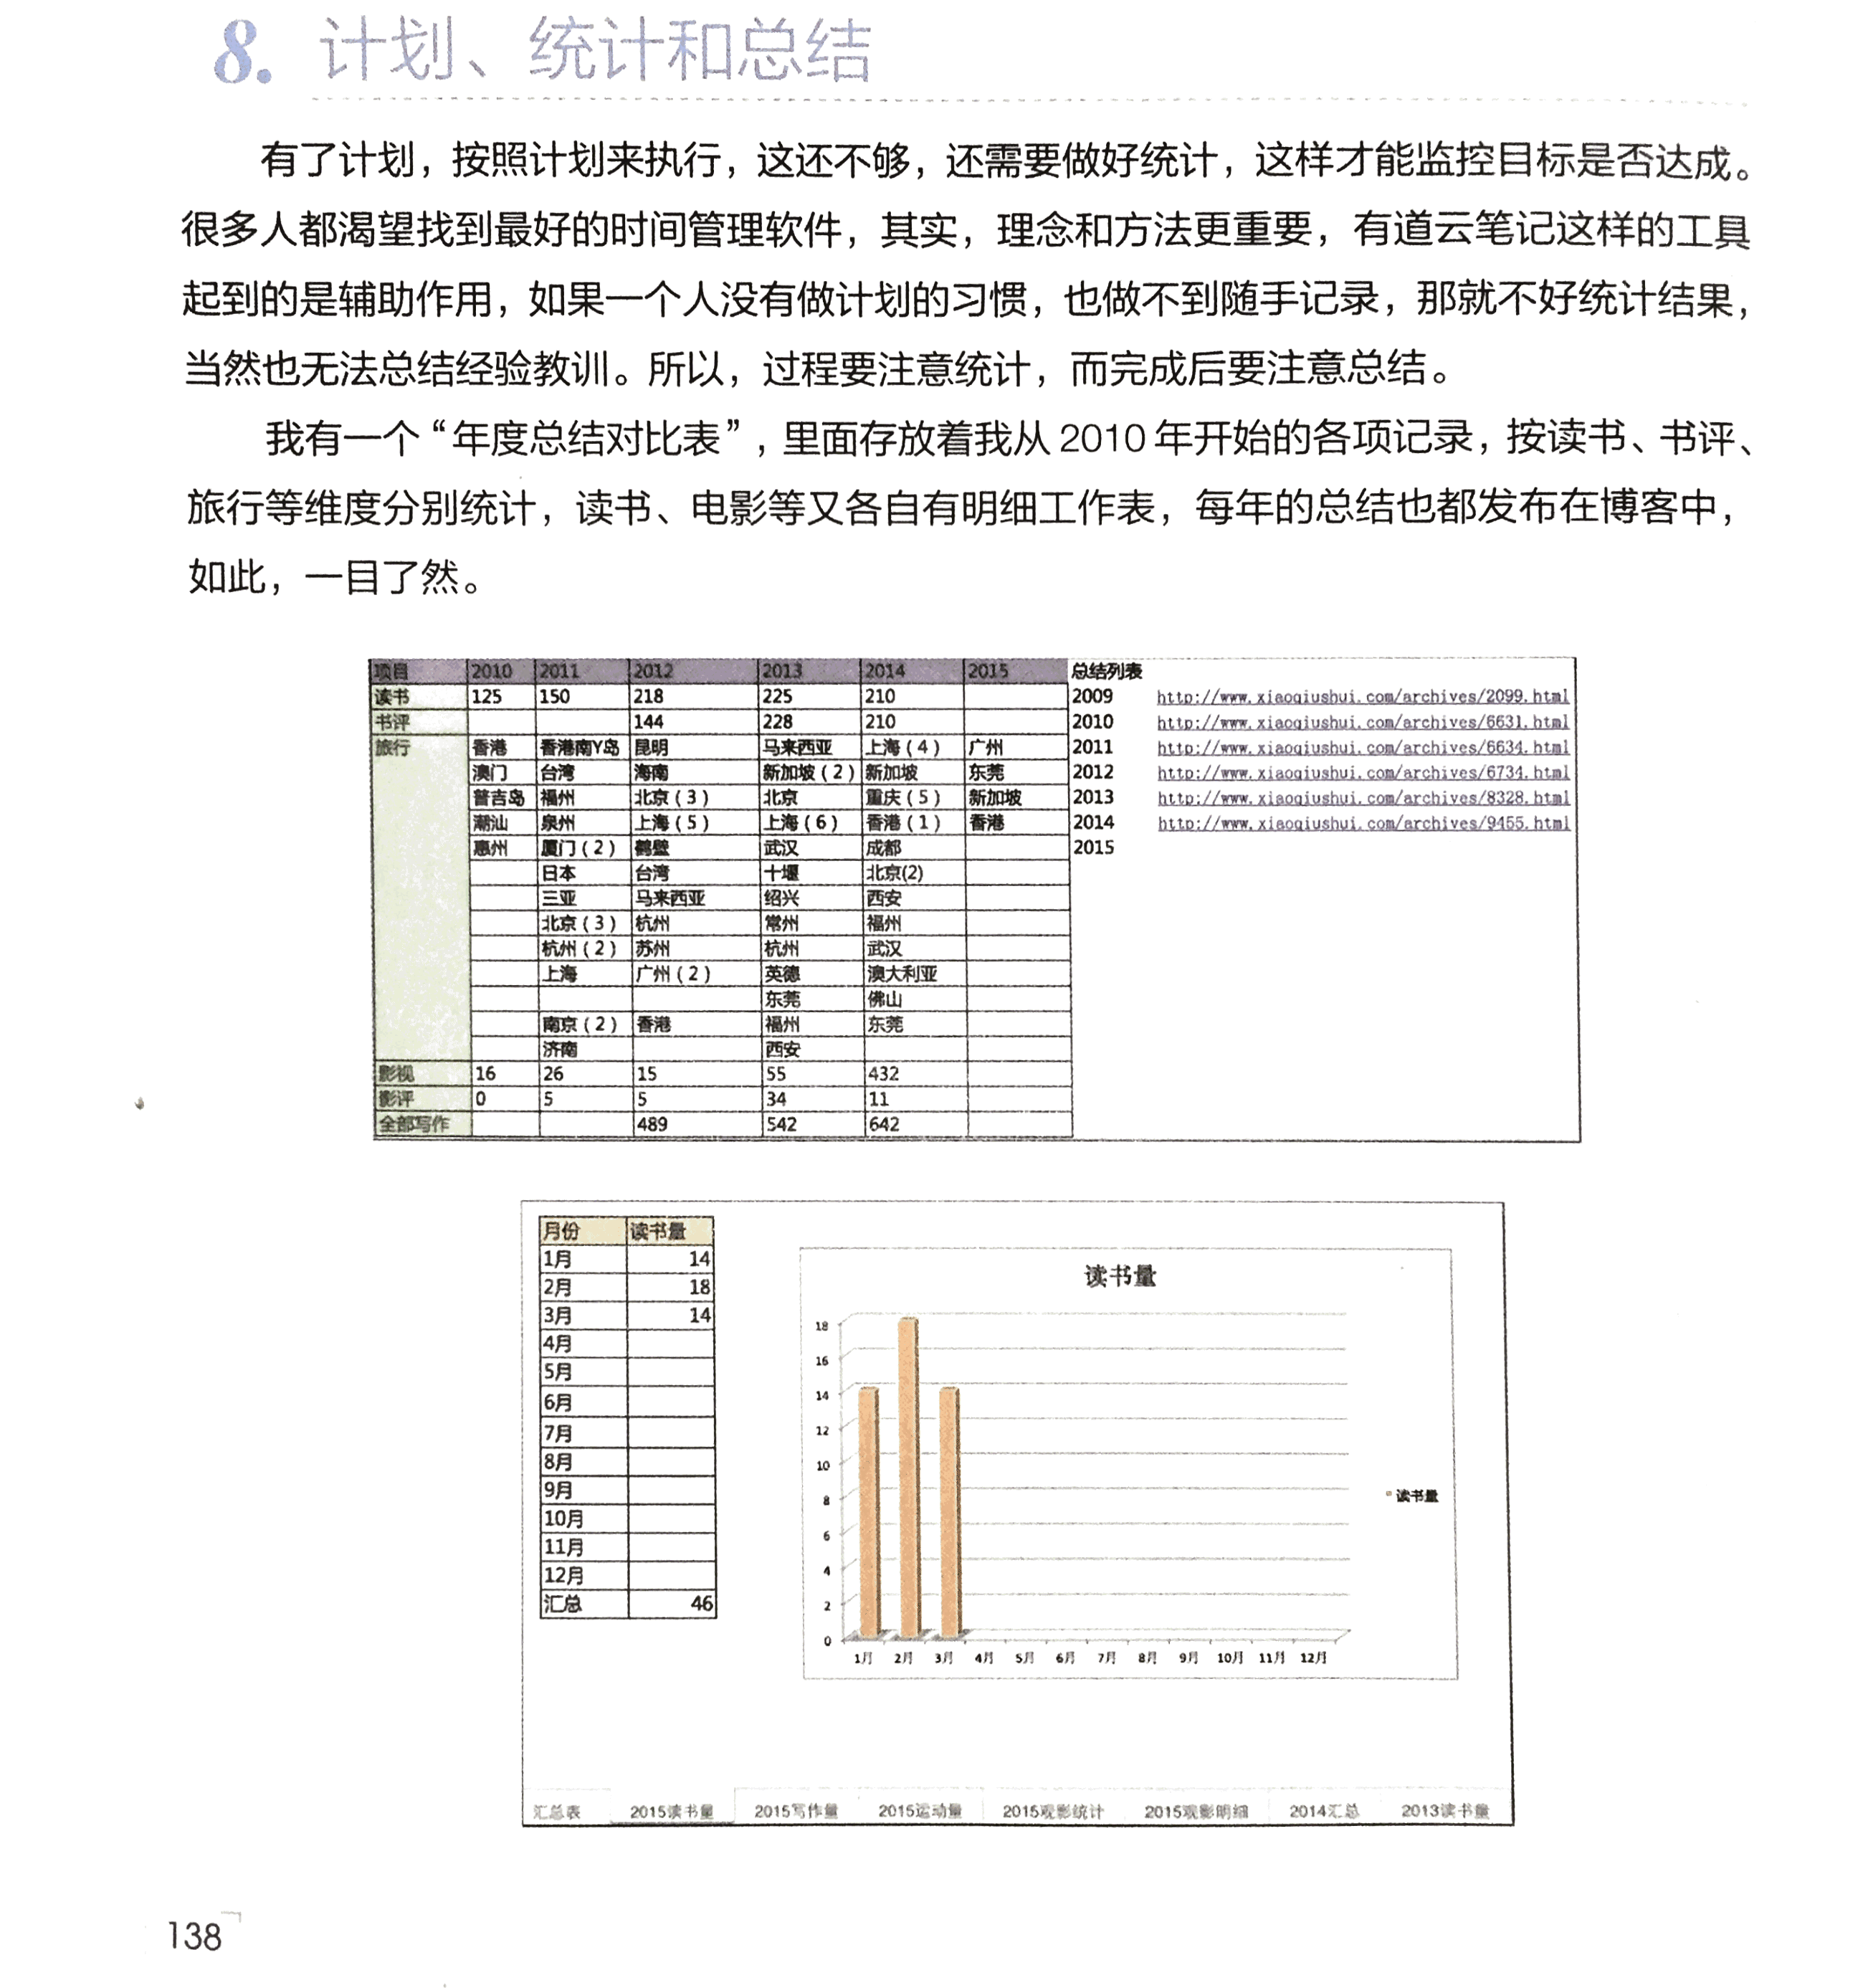 8. 计划、统计和总结
有了计划，按照计划来执行，这还不够，还需要做好统计，这样才能监控目标是否达成。
很多人都渴望找到最好的时间管理软件，其实，理念和方法更重要，有道云笔记这样的工具
起到的是辅助作用，如果一个人没有做计划的习惯，也做不到随手记录，那就不好统计结果，
当然也无法总结经验教训。所以，过程要注意统计，而完成后要注意总结。
我有一个“年度总结对比表”，里面存放着我从2010年开始的各项记录，按读书、书评、
旅行等维度分别统计，读书、电影等又各自有明细工作表，每年的总结也都发布在博客中，
如此，一目了然。
项目 2010 2011 2012 2013 2014 2015 总结列表
读书 125 150 218 225 210 2009 http://www.xiaoqiushui.com/archives/2099.html
书评 144 228 210 2010 http://www.xiaoqiushui.com/archives/6631.html
旅行 香港 香港南Y岛 昆明 马来西亚 上海（4） 广州 2011 http://www.xiaoqiushui.com/archives/6634.html
澳门 台湾 海南 新加坡（2） 新加坡 东莞 2012 http://www.xiaoqiushui.com/archives/6734.html
普吉岛 福州 北京（3） 北京 重庆（5） 新加坡 2013 http://www.xiaoqiushui.com/archives/8328.html
潮汕 泉州 上海（5） 上海（6） 香港（1） 香港 2014 http://www.xiaoqiushui.com/archives/9455.html
惠州 厦门（2） 鹤壁 武汉 成都 2015
日本 台湾 十堰 北京(2)
三亚 马来西亚 绍兴 西安
北京（3） 杭州 常州 福州
杭州（2） 苏州 杭州 武汉
上海 广州（2） 英德 澳大利亚
东莞 佛山
南京（2） 香港 福州 东莞
济南 西安
影视 16 26 15 55 432
影评 0 5 5 34 11
全部写作 489 542 642
月份 读书量
1月 14
2月 18
3月 14
4月
5月
6月
7月
8月
9月
10月
11月
12月
汇总 46
读书量
18
16
14
12
10
8
6
4
2
0
1月 2月 3月 4月 5月 6月 7月 8月 9月 10月 11月 12月
读书量
汇总表 2015读书量 2015写作量 2015运动量 2015观影统计 2015观影明细 2014汇总 2013读书量
138